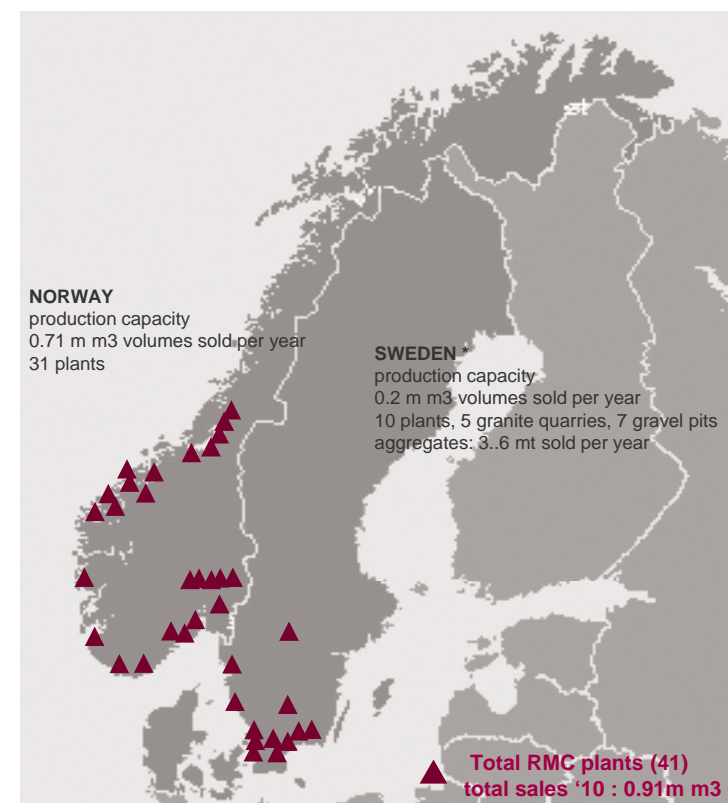 NORWAY
production capacity
0.71 m m3 volumes sold per year
31 plants
SWEDEN *
production capacity
0.2 m m3 volumes sold per year
10 plants, 5 granite quarries, 7 gravel pits
aggregates: 3..6 mt sold per year
Total RMC plants (41)
total sales ‘10 : 0.91m m3